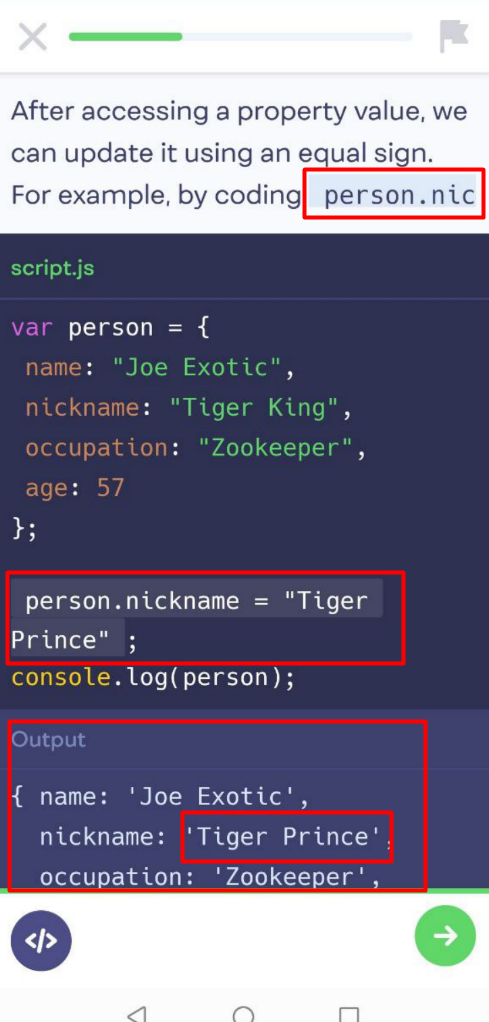 After accessing a property value, we
can update it using an equal sign.
For example, by coding person.nic
script.js
var person = {
name: "Joe Exotic",
nickname: "Tiger King",
occupation: "Zookeeper",
age: 57
};
person.nickname = "Tiger
Prince" ;
console.log(person);
Output
{ name: 'Joe Exotic',
nickname: 'Tiger Prince',
occupation: 'Zookeeper',
</>